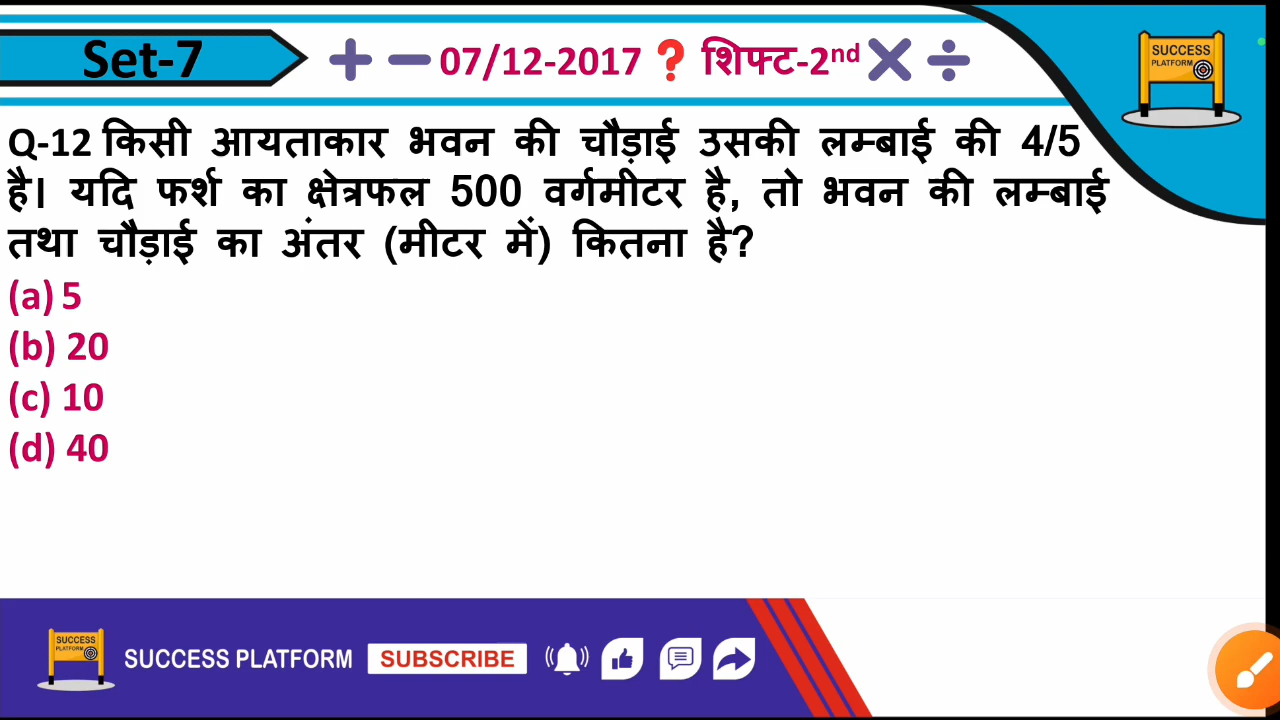 Set-7
07/12-2017 ❓ शिफ्ट-2nd
SUCCESS
PLATFORM
Q-12 किसी आयताकार भवन की चौड़ाई उसकी लम्बाई की 4/5
है। यदि फर्श का क्षेत्रफल 500 वर्गमीटर है, तो भवन की लम्बाई
तथा चौड़ाई का अंतर (मीटर में) कितना है?
(a) 5
(b) 20
(c) 10
(d) 40
SUCCESS
PLATFORM
SUCCESS PLATFORM
SUBSCRIBE